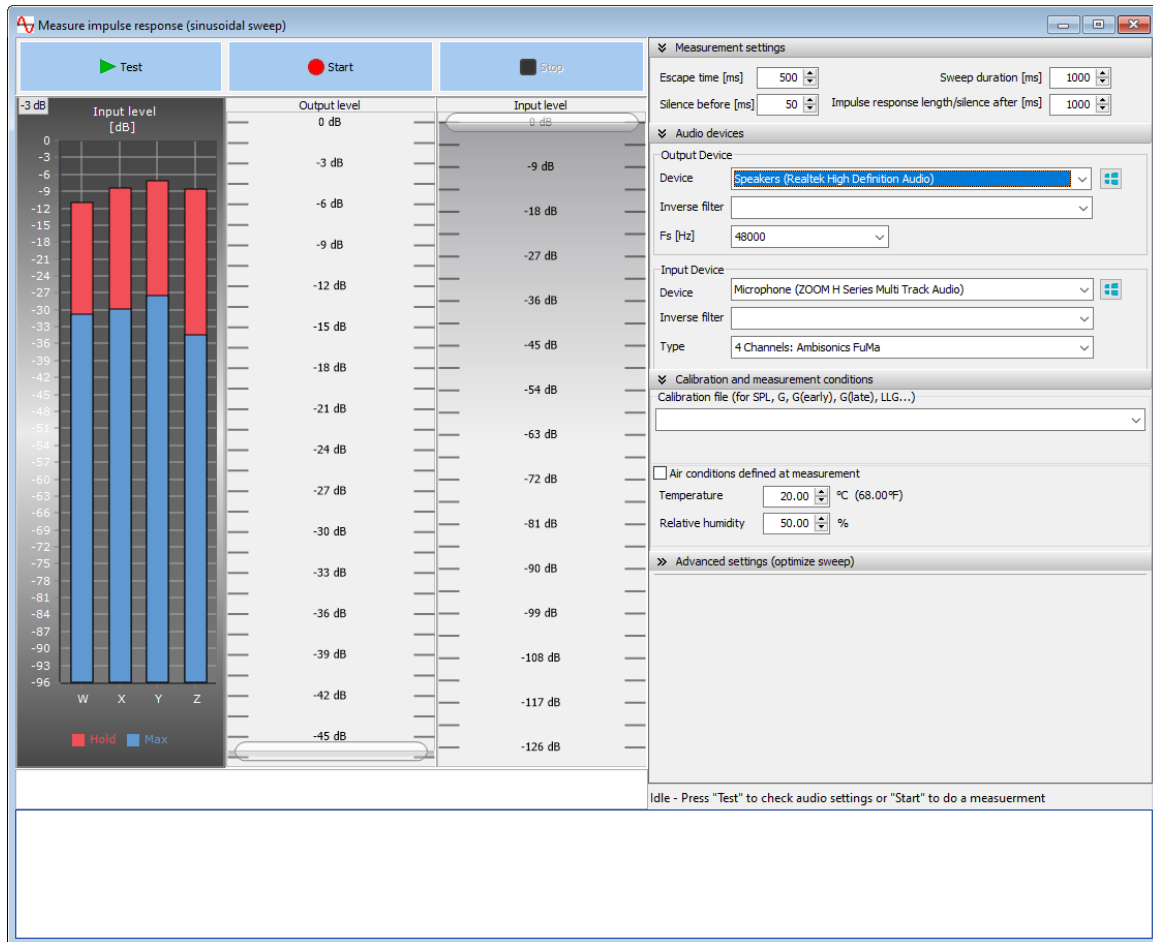 Measure impulse response (sinusoidal sweep)
Test
Start
Stop
-3 dB
Input level
[dB]
0
-3
-6
-9
-12
-15
-18
-21
-24
-27
-30
-33
-36
-39
-42
-45
-48
-51
-54
-57
-60
-63
-66
-69
-72
-75
-78
-81
-84
-87
-90
-93
-96
W X Y Z
Hold Max
Output level
0 dB
-3 dB
-6 dB
-9 dB
-12 dB
-15 dB
-18 dB
-21 dB
-24 dB
-27 dB
-30 dB
-33 dB
-36 dB
-39 dB
-42 dB
-45 dB
Input level
0 dB
-9 dB
-18 dB
-27 dB
-36 dB
-45 dB
-54 dB
-63 dB
-72 dB
-81 dB
-90 dB
-99 dB
-108 dB
-117 dB
-126 dB
Measurement settings
Escape time [ms] 500 Sweep duration [ms] 1000
Silence before [ms] 50 Impulse response length/silence after [ms] 1000
Audio devices
Output Device
Device Speakers (Realtek High Definition Audio)
Inverse filter
Fs [Hz] 48000
Input Device
Device Microphone (ZOOM H Series Multi Track Audio)
Inverse filter
Type 4 Channels: Ambisonics FuMa
Calibration and measurement conditions
Calibration file (for SPL, G, G(early), G(late), LLG...)
Air conditions defined at measurement
Temperature 20.00 ºC (68.00ºF)
Relative humidity 50.00 %
Advanced settings (optimize sweep)
Idle - Press "Test" to check audio settings or "Start" to do a measuerment